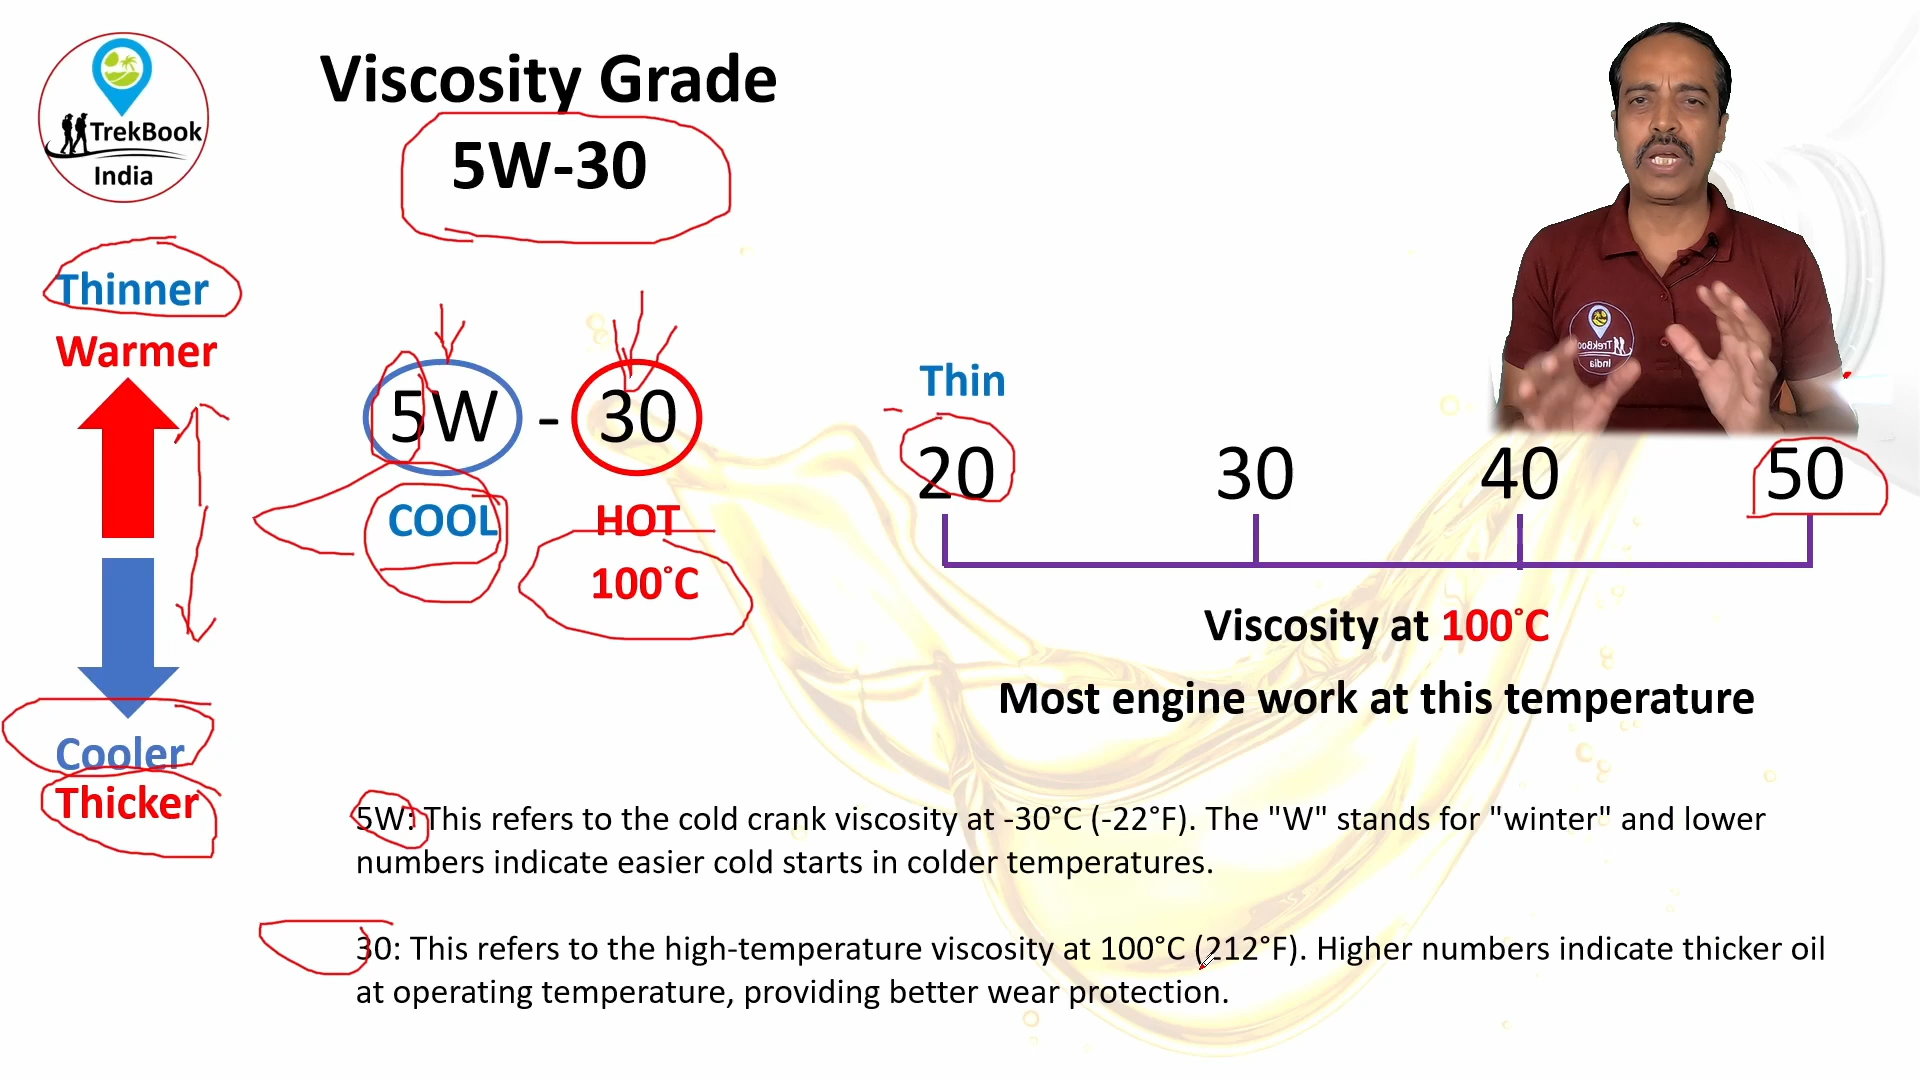 Viscosity Grade
5W-30
TrekBook
India
Thinner
Warmer
Cooler
Thicker
5W - 30
COOL
HOT
100°C
Thin
20 30 40 50
Viscosity at 100°C
Most engine work at this temperature
5W: This refers to the cold crank viscosity at -30°C (-22°F). The "W" stands for "winter" and lower
numbers indicate easier cold starts in colder temperatures.
30: This refers to the high-temperature viscosity at 100°C (212°F). Higher numbers indicate thicker oil
at operating temperature, providing better wear protection.
TrekBook
India